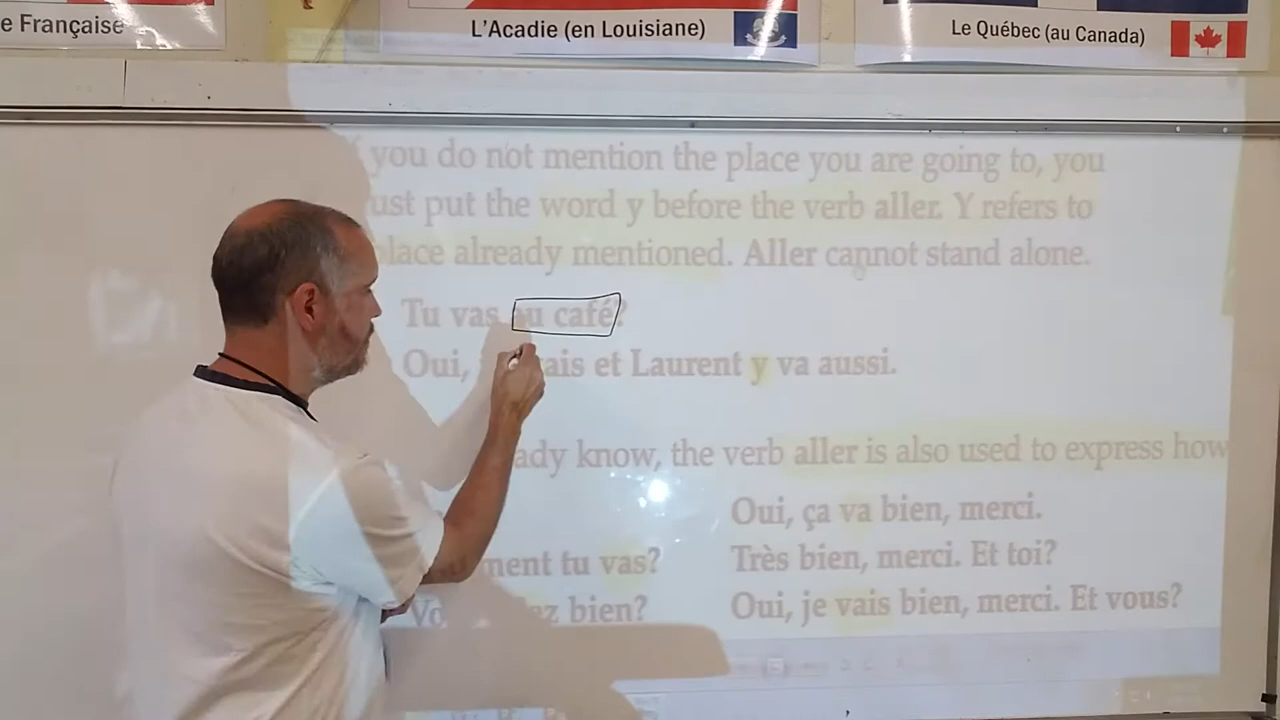 e Française
L'Acadie (en Louisiane)
Le Québec (au Canada)
you do not mention the place you are going to, you
ust put the word y before the verb aller. Y refers to
place already mentioned. Aller cannot stand alone.
Tu vas au café?
Oui, ais et Laurent y va aussi.
ady know, the verb aller is also used to express how
Oui, ça va bien, merci.
ment tu vas? Très bien, merci. Et toi?
Vo ez bien? Oui, je vais bien, merci. Et vous?